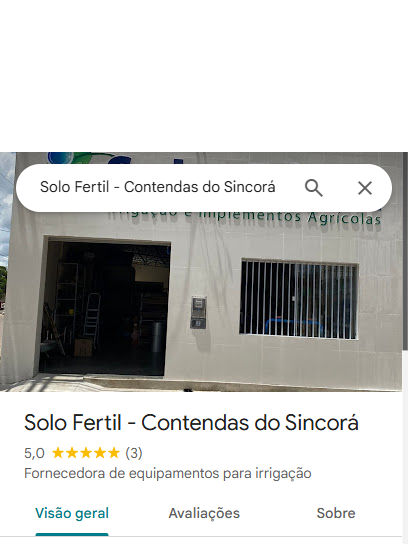 Solo Fertil - Contendas do Sincorá
Irrigação e Implementos Agrícolas
Solo Fertil - Contendas do Sincorá
5,0 ★★★★★ (3)
Fornecedora de equipamentos para irrigação
Visão geral Avaliações Sobre